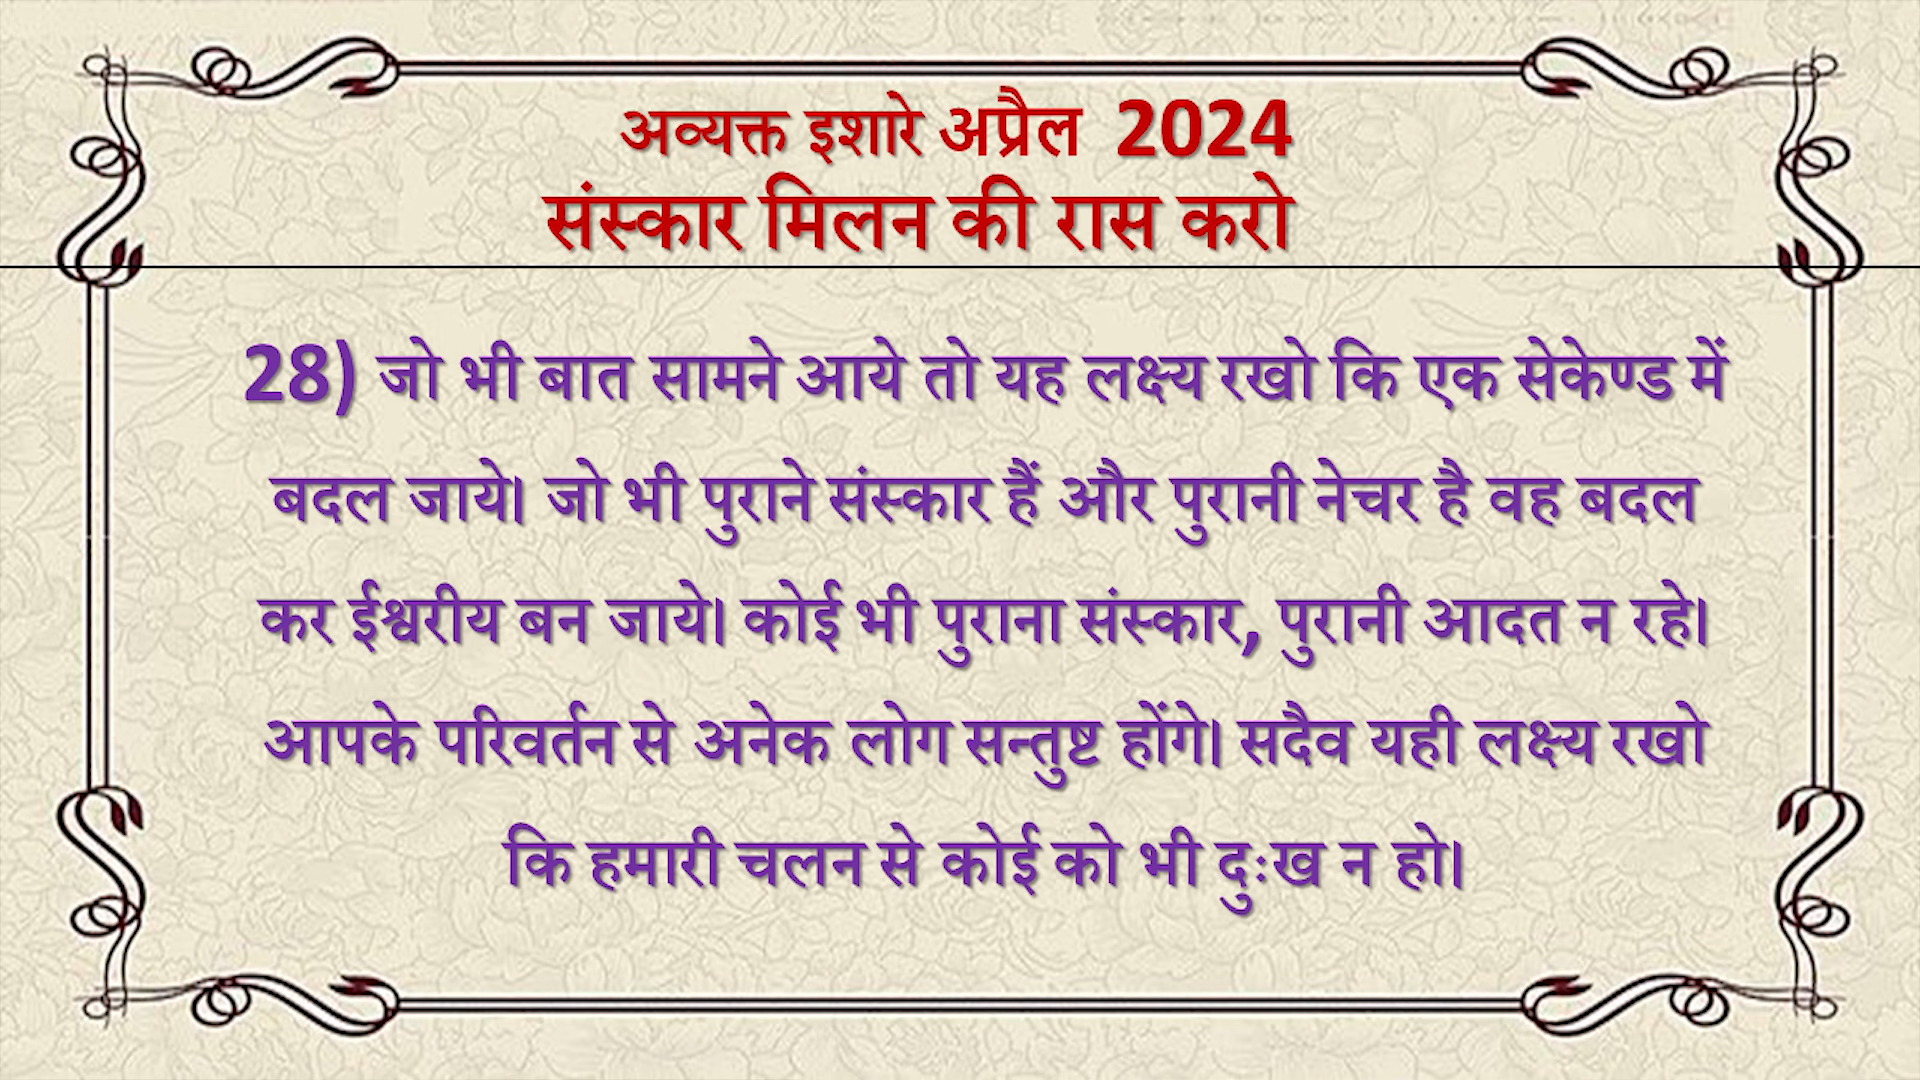 अव्यक्त इशारे अप्रैल 2024
संस्कार मिलन की रास करो
28) जो भी बात सामने आये तो यह लक्ष्य रखो कि एक सेकेण्ड में
बदल जाये। जो भी पुराने संस्कार हैं और पुरानी नेचर है वह बदल
कर ईश्वरीय बन जाये। कोई भी पुराना संस्कार, पुरानी आदत न रहे।
आपके परिवर्तन से अनेक लोग सन्तुष्ट होंगे। सदैव यही लक्ष्य रखो
कि हमारी चलन से कोई को भी दुःख न हो।